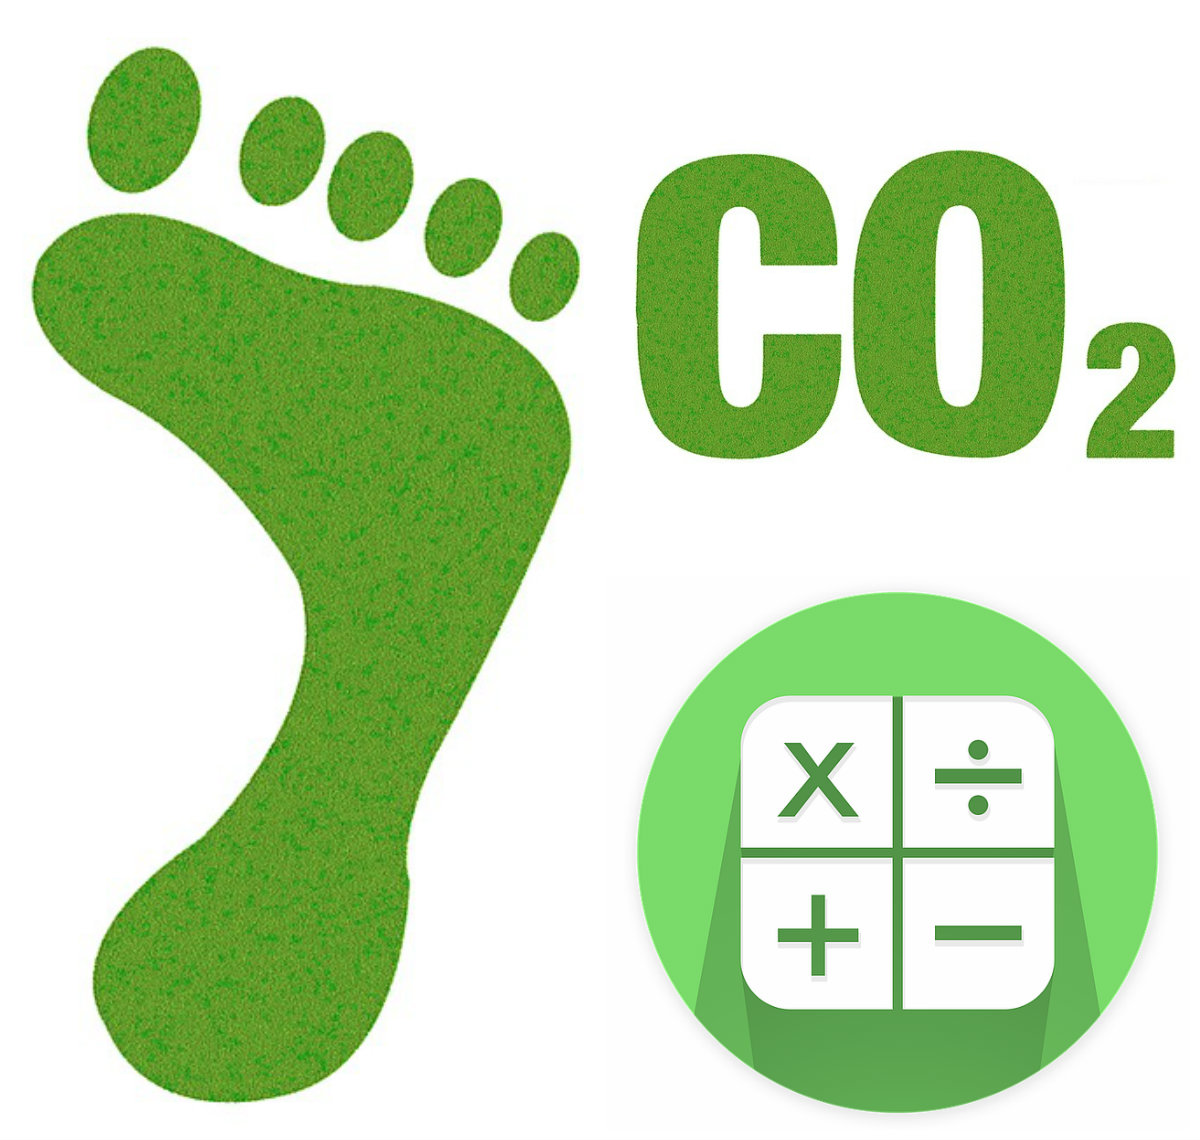 CO₂
x ÷
+ −